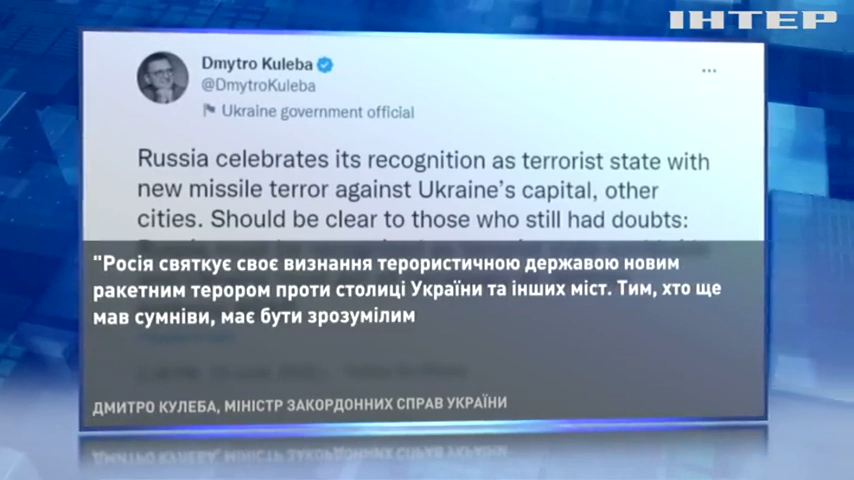 ІНТЕР
Dmytro Kuleba
@DmytroKuleba
Ukraine government official
Russia celebrates its recognition as terrorist state with
new missile terror against Ukraine's capital, other
cities. Should be clear to those who still had doubts:
"Росія святкує своє визнання терористичною державою новим
ракетним терором проти столиці України та інших міст. Тим, хто ще
мав сумніви, має бути зрозумілим
ДМИТРО КУЛЕБА, МІНІСТР ЗАКОРДОННИХ СПРАВ УКРАЇНИ